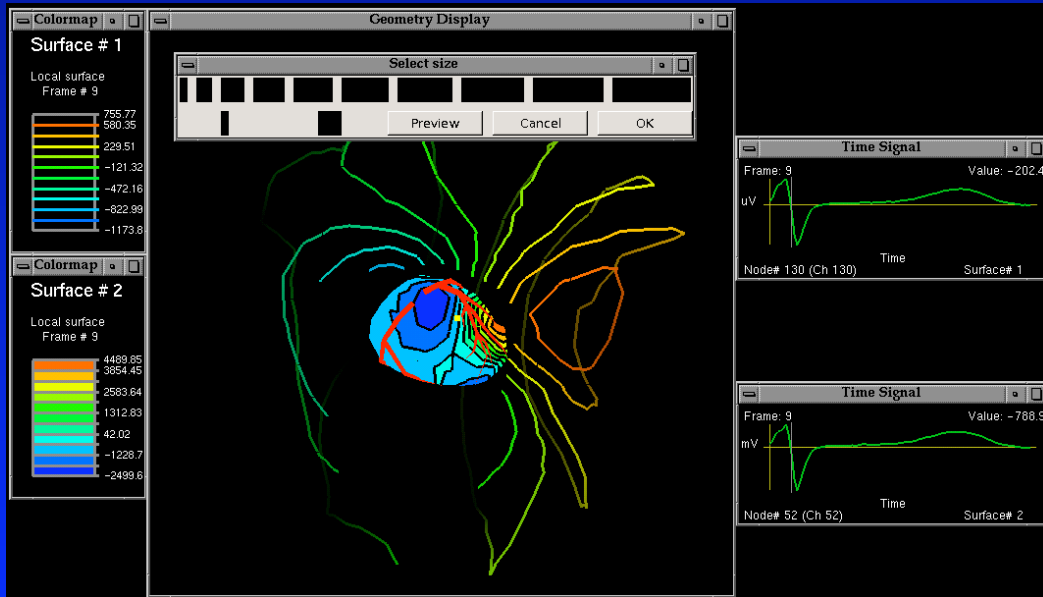 Colormap
Surface # 1
Local surface
Frame # 9
755.77
580.35
229.51
-121.32
-472.16
-822.99
-1173.8
Colormap
Surface # 2
Local surface
Frame # 9
4489.85
3854.45
2583.64
1312.83
42.02
-1228.7
-2499.6
Geometry Display
Select size
Preview Cancel OK
Time Signal
Frame: 9 Value: -202.4
uV
Time
Node# 130 (Ch 130) Surface# 1
Time Signal
Frame: 9 Value: -788.9
mV
Time
Node# 52 (Ch 52) Surface# 2